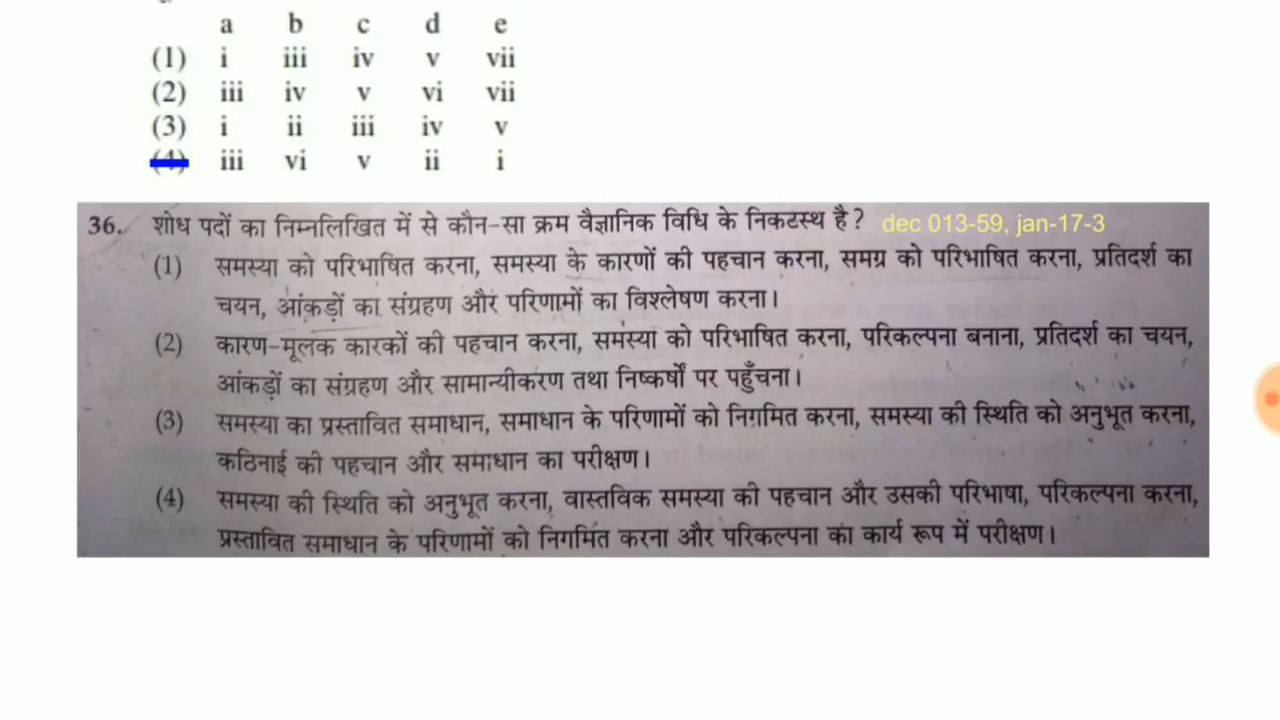 a b c d e
(1) i iii iv v vii
(2) iii iv v vi vii
(3) i ii iii iv v
(4) iii vi v ii i
36. शोध पदों का निम्नलिखित में से कौन-सा क्रम वैज्ञानिक विधि के निकटस्थ है ? dec 013-59, jan-17-3
(1) समस्या को परिभाषित करना, समस्या के कारणों की पहचान करना, समग्र को परिभाषित करना, प्रतिदर्श का
चयन, आंकड़ों का संग्रहण और परिणामों का विश्लेषण करना।
(2) कारण-मूलक कारकों की पहचान करना, समस्या को परिभाषित करना, परिकल्पना बनाना, प्रतिदर्श का चयन,
आंकड़ों का संग्रहण और सामान्यीकरण तथा निष्कर्षों पर पहुँचना।
(3) समस्या का प्रस्तावित समाधान, समाधान के परिणामों को निगमित करना, समस्या की स्थिति को अनुभूत करना,
कठिनाई की पहचान और समाधान का परीक्षण।
(4) समस्या की स्थिति को अनुभूत करना, वास्तविक समस्या की पहचान और उसकी परिभाषा, परिकल्पना करना,
प्रस्तावित समाधान के परिणामों को निगमित करना और परिकल्पना का कार्य रूप में परीक्षण।